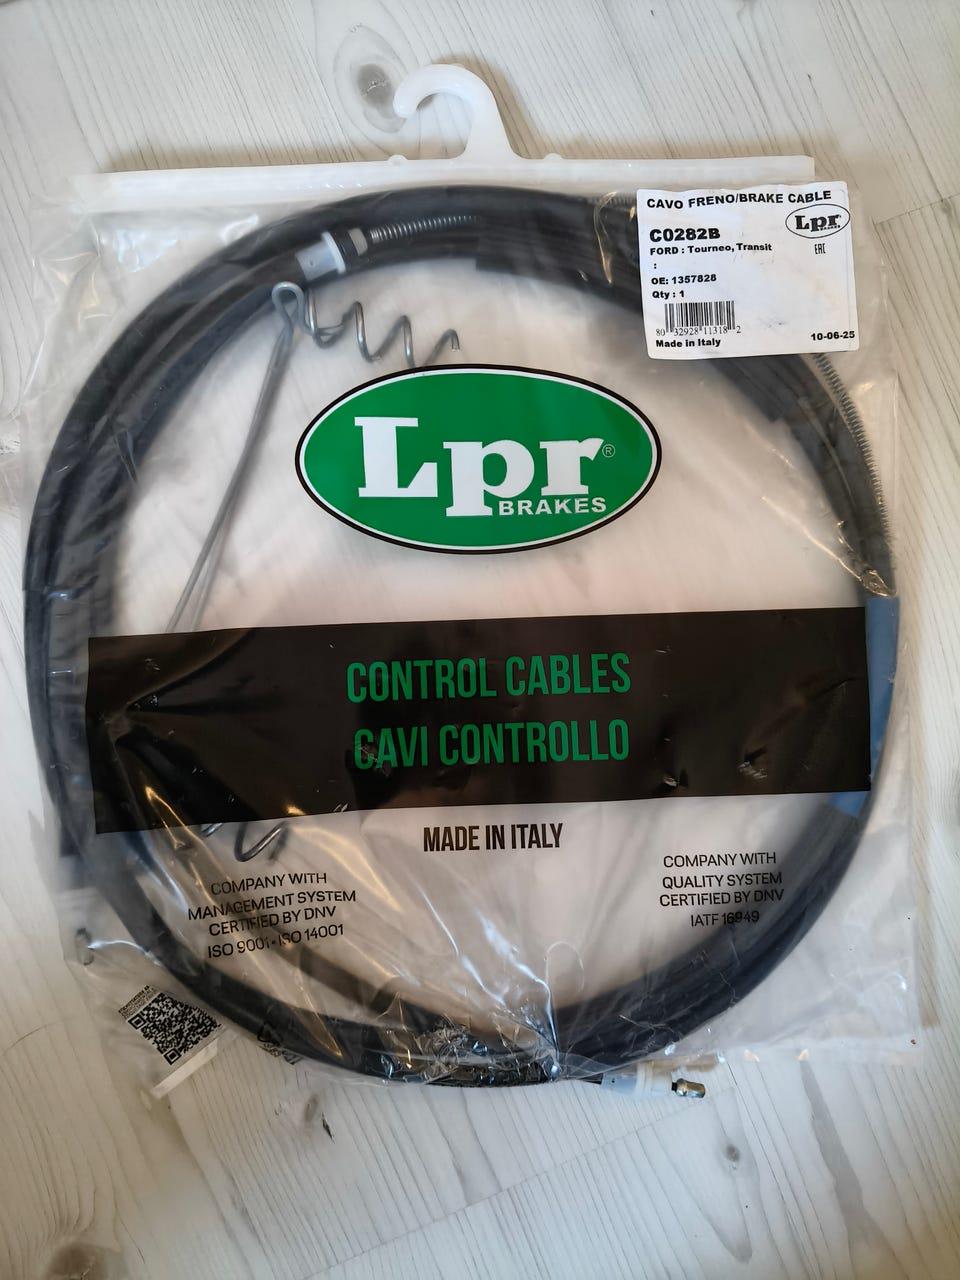 CAVO FRENO/BRAKE CABLE
C0282B
Lpr
BRAKES
FORD : Tourneo, Transit
:
EAC
OE: 1357828
Qty : 1
80 32928 11318 2
Made in Italy
10-06-25
Lpr®
BRAKES
CONTROL CABLES
CAVI CONTROLLO
MADE IN ITALY
COMPANY WITH
MANAGEMENT SYSTEM
CERTIFIED BY DNV
ISO 9001 - ISO 14001
COMPANY WITH
QUALITY SYSTEM
CERTIFIED BY DNV
IATF 16949